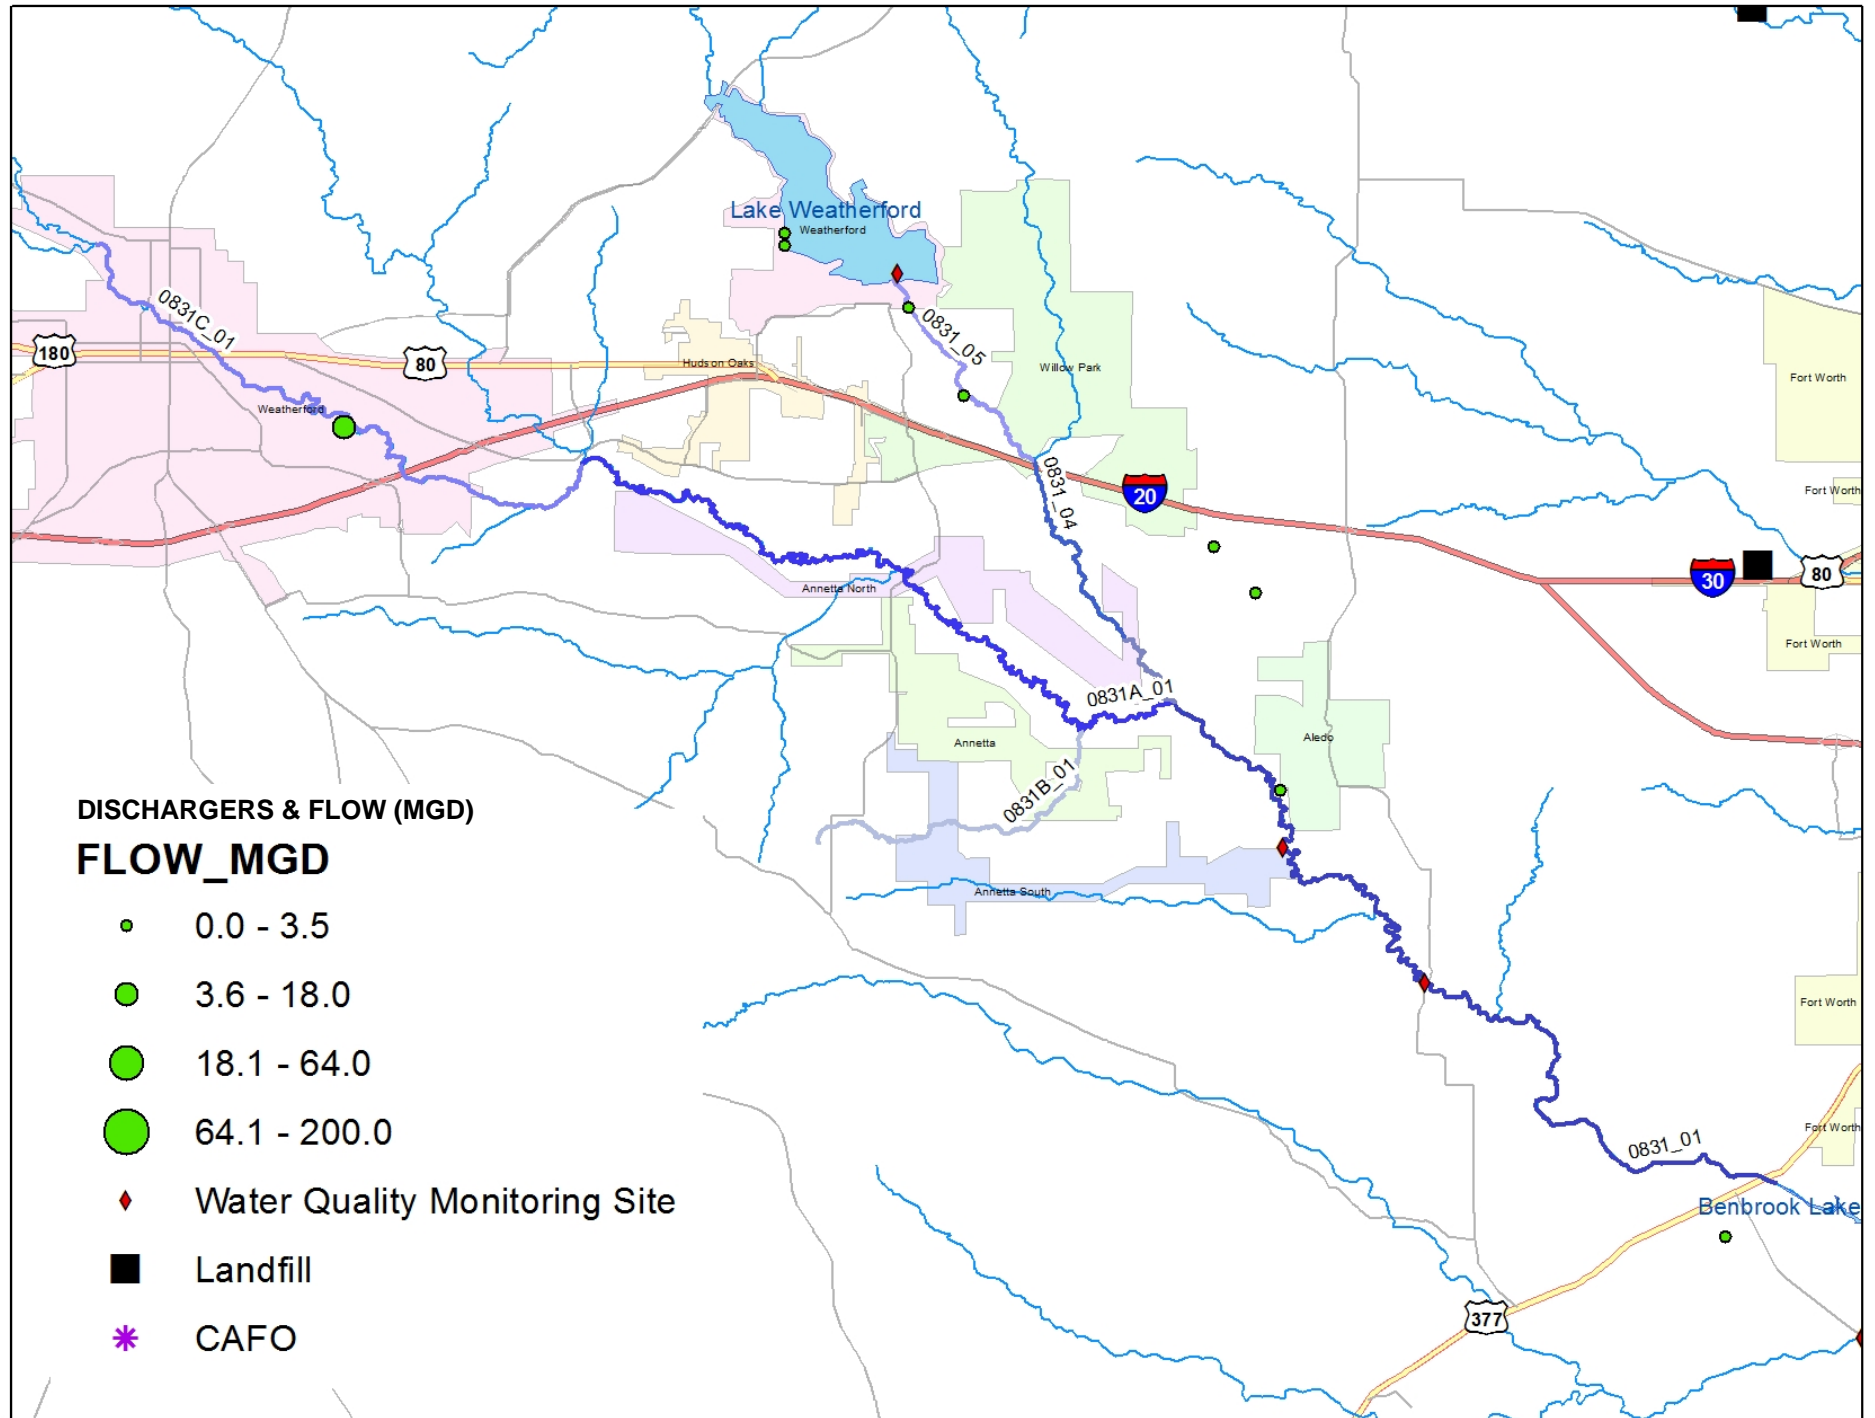 Lake Weatherford
Weatherford
0831C_01
0831_05
180
80
Hudson Oaks
Willow Park
Fort Worth
Weatherford
0831_04
20
Fort Worth
30
80
Annetta North
Fort Worth
0831A_01
Annetta
Aledo
0831B_01
DISCHARGERS & FLOW (MGD)
FLOW_MGD
Annetta South
0.0 - 3.5
3.6 - 18.0
Fort Worth
18.1 - 64.0
64.1 - 200.0
Fort Worth
0831_01
Water Quality Monitoring Site
Benbrook Lake
Landfill
377
CAFO